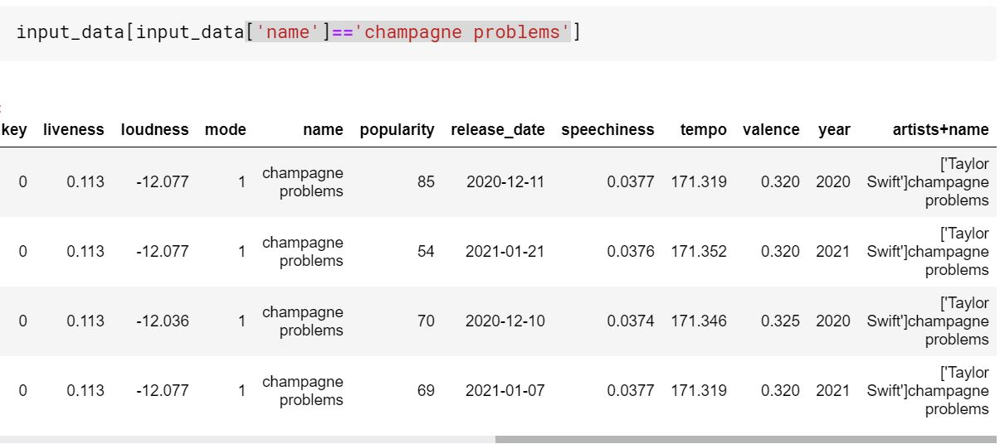 input_data[input_data['name']=='champagne problems']
:
key liveness loudness mode name popularity release_date speechiness tempo valence year artists+name
0 0.113 -12.077 1 champagne problems 85 2020-12-11 0.0377 171.319 0.320 2020 ['Taylor Swift']champagne problems
0 0.113 -12.077 1 champagne problems 54 2021-01-21 0.0376 171.352 0.320 2021 ['Taylor Swift']champagne problems
0 0.113 -12.036 1 champagne problems 70 2020-12-10 0.0374 171.346 0.325 2020 ['Taylor Swift']champagne problems
0 0.113 -12.077 1 champagne problems 69 2021-01-07 0.0377 171.319 0.320 2021 ['Taylor Swift']champagne problems